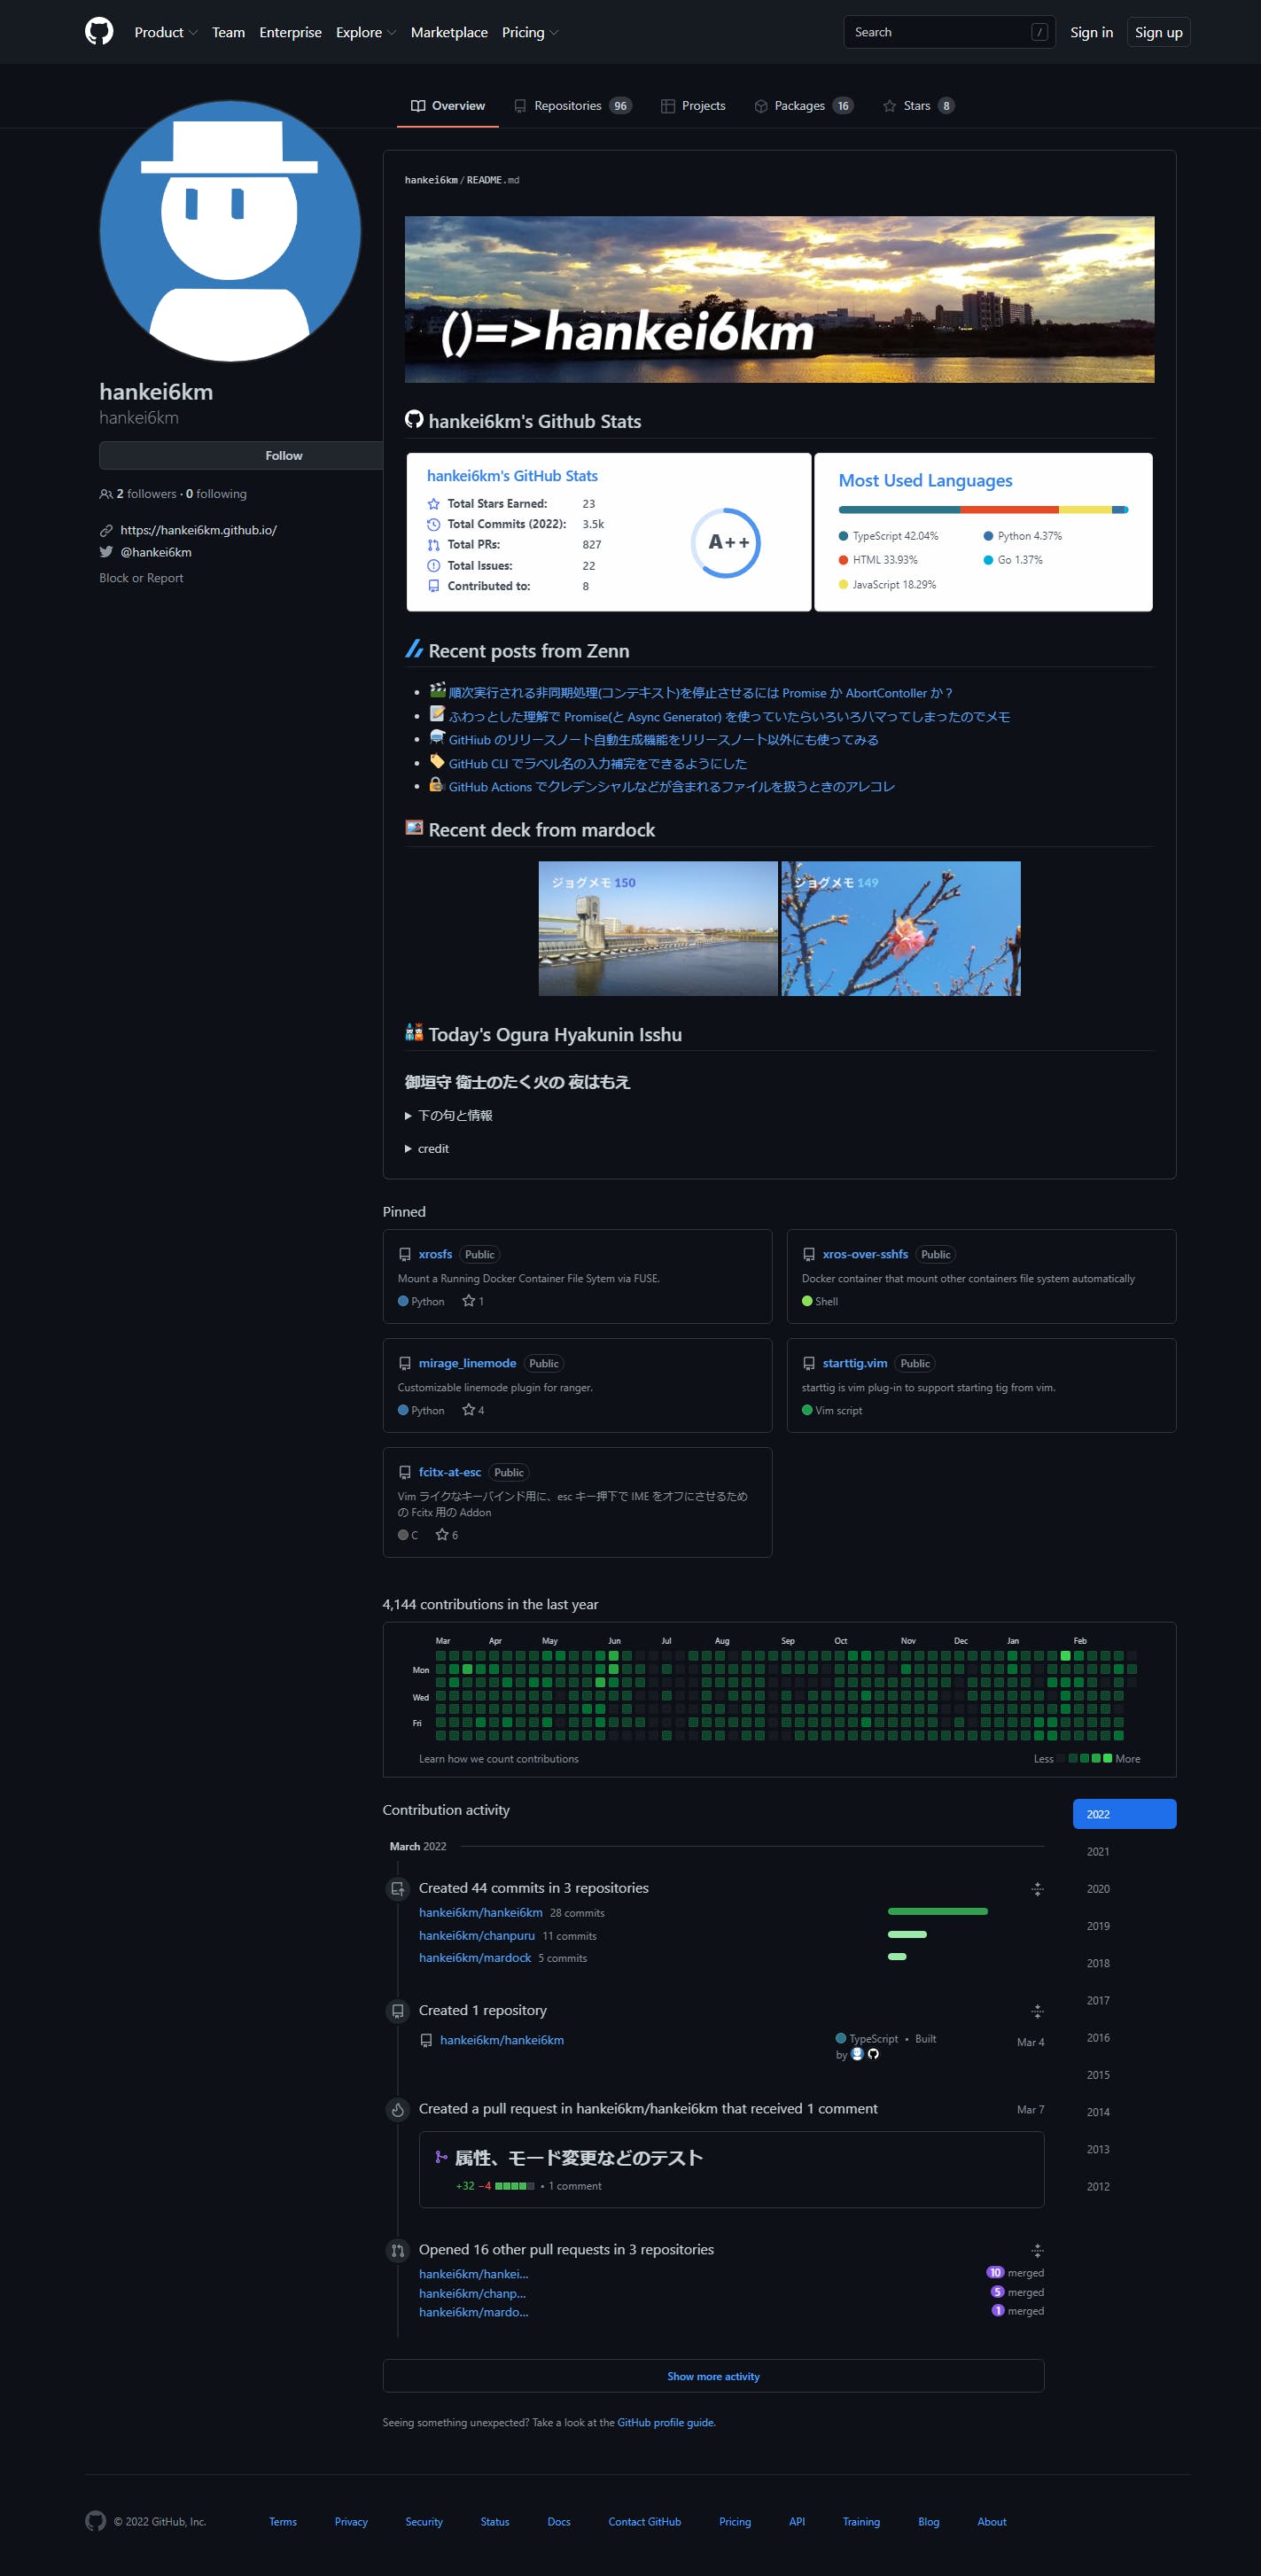 Product Team Enterprise Explore Marketplace Pricing Search / Sign in Sign up
Overview Repositories 96 Projects Packages 16 Stars 8
hankei6km
hankei6km
Follow
2 followers · 0 following
https://hankei6km.github.io/
@hankei6km
Block or Report
hankei6km/README.md
()=>hankei6km
hankei6km's Github Stats
hankei6km's GitHub Stats
Total Stars Earned: 23
Total Commits (2022): 3.5k
Total PRs: 827
Total Issues: 22
Contributed to: 8
A++
Most Used Languages
TypeScript 42.04% Python 4.37%
HTML 33.93% Go 1.37%
JavaScript 18.29%
Recent posts from Zenn
順次実行される非同期処理(コンテキスト)を停止させるには Promise か AbortContoller か？
ふわっとした理解で Promise(と Async Generator) を使っていたらいろいろハマってしまったのでメモ
GitHiub のリリースノート自動生成機能をリリースノート以外にも使ってみる
GitHub CLI でラベル名の入力補完をできるようにした
GitHub Actions でクレデンシャルなどが含まれるファイルを扱うときのアレコレ
Recent deck from mardock
ジョグメモ 150
ジョグメモ 149
Today's Ogura Hyakunin Isshu
御垣守 衛士のたく火の 夜はもえ
下の句と情報
credit
Pinned
xrosfs Public
Mount a Running Docker Container File Sytem via FUSE.
Python 1
xros-over-sshfs Public
Docker container that mount other containers file system automatically
Shell
mirage_linemode Public
Customizable linemode plugin for ranger.
Python 4
starttig.vim Public
starttig is vim plug-in to support starting tig from vim.
Vim script
fcitx-at-esc Public
Vim ライクなキーバインド用に、esc キー押下で IME をオフにさせるため
の Fcitx 用の Addon
C 6
4,144 contributions in the last year
Mar Apr May Jun Jul Aug Sep Oct Nov Dec Jan Feb
Mon
Wed
Fri
Learn how we count contributions Less More
Contribution activity
March 2022
Created 44 commits in 3 repositories
hankei6km/hankei6km 28 commits
hankei6km/chanpuru 11 commits
hankei6km/mardock 5 commits
Created 1 repository
hankei6km/hankei6km TypeScript • Built
by
Mar 4
Created a pull request in hankei6km/hankei6km that received 1 comment Mar 7
属性、モード変更などのテスト
+32 −4 • 1 comment
Opened 16 other pull requests in 3 repositories
hankei6km/hankei... 10 merged
hankei6km/chanp... 5 merged
hankei6km/mardo... 1 merged
Show more activity
Seeing something unexpected? Take a look at the GitHub profile guide.
2022
2021
2020
2019
2018
2017
2016
2015
2014
2013
2012
© 2022 GitHub, Inc. Terms Privacy Security Status Docs Contact GitHub Pricing API Training Blog About